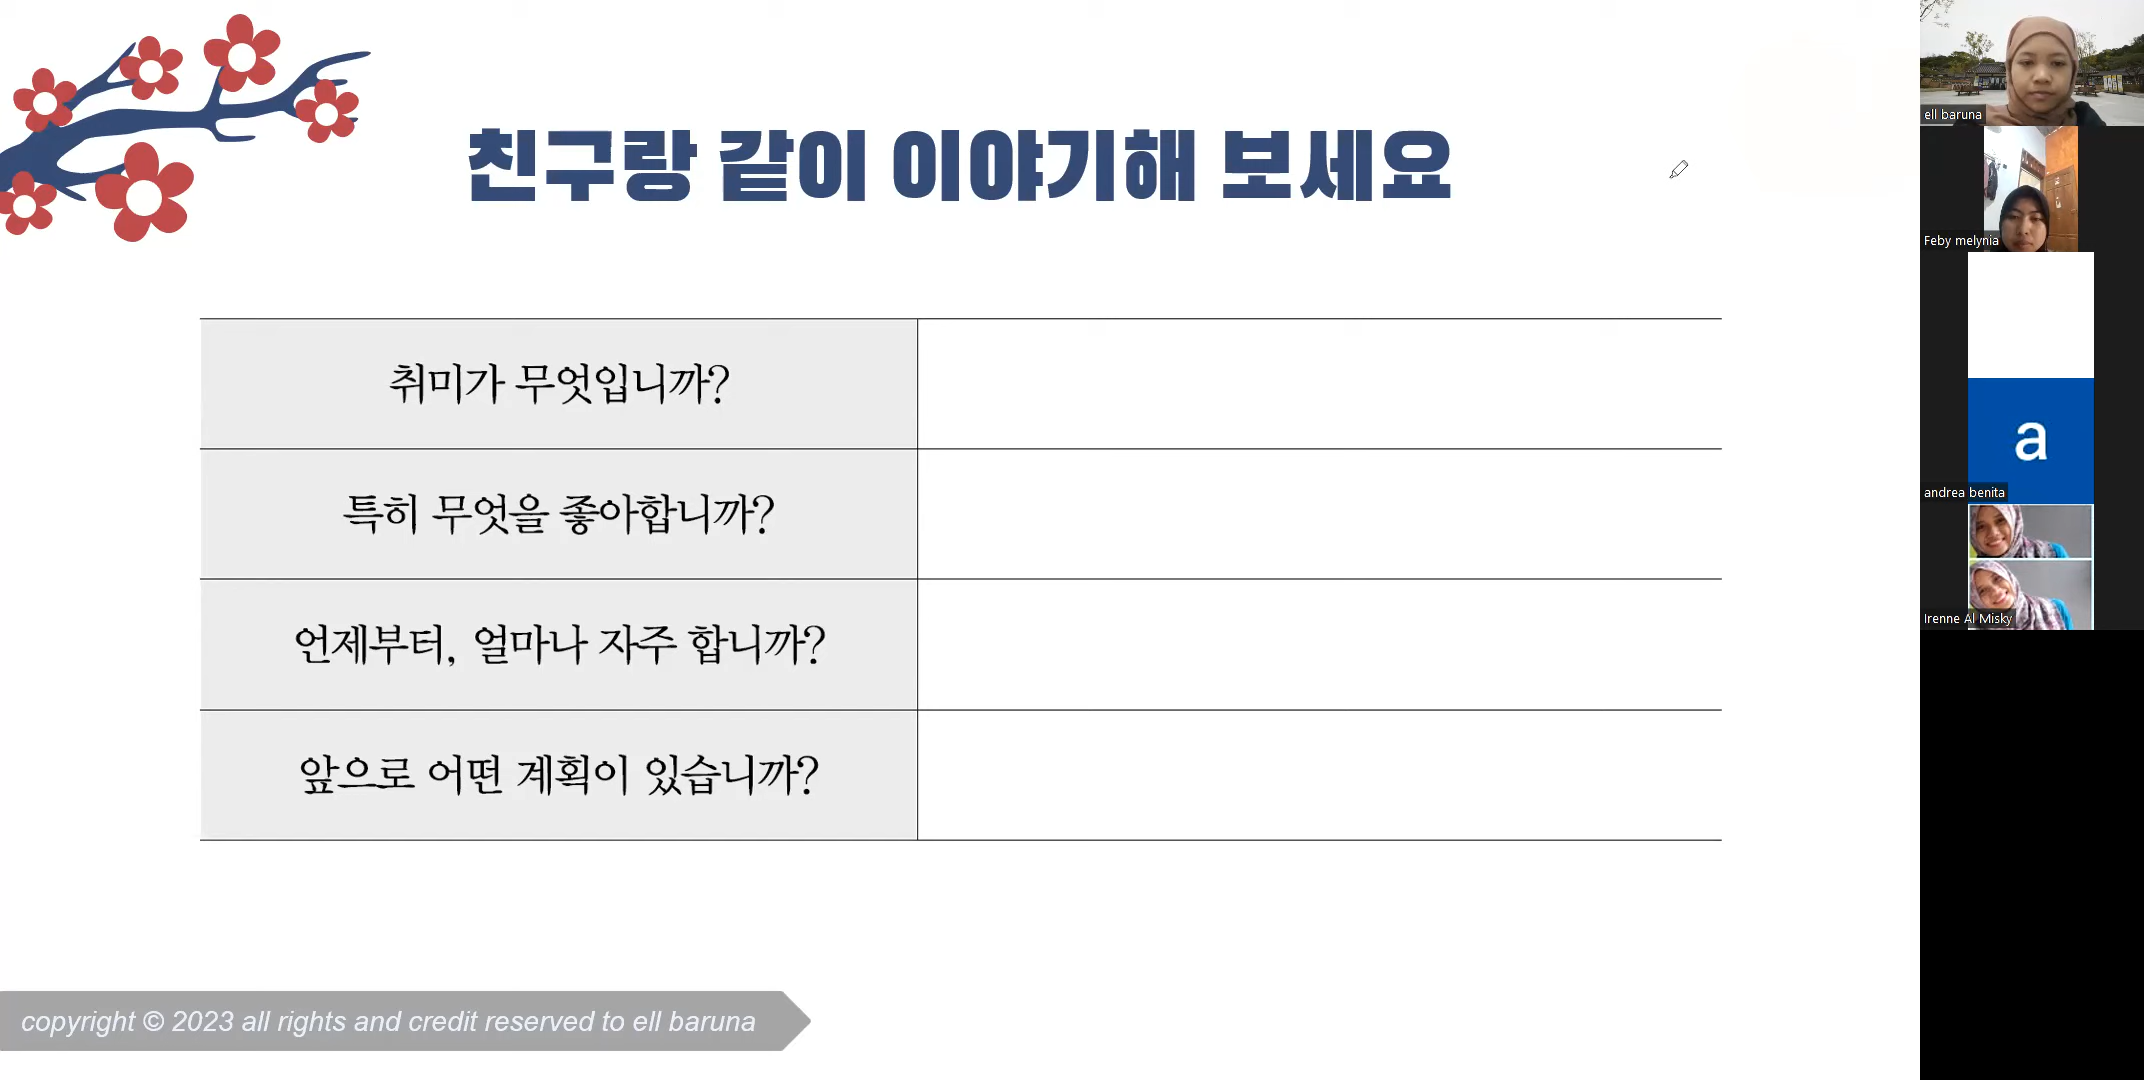 친구랑 같이 이야기해 보세요
취미가 무엇입니까?
특히 무엇을 좋아합니까?
언제부터, 얼마나 자주 합니까?
앞으로 어떤 계획이 있습니까?
copyright © 2023 all rights and credit reserved to ell baruna
ell baruna
Feby melynia
a
andrea benita
Irenne Al Misky